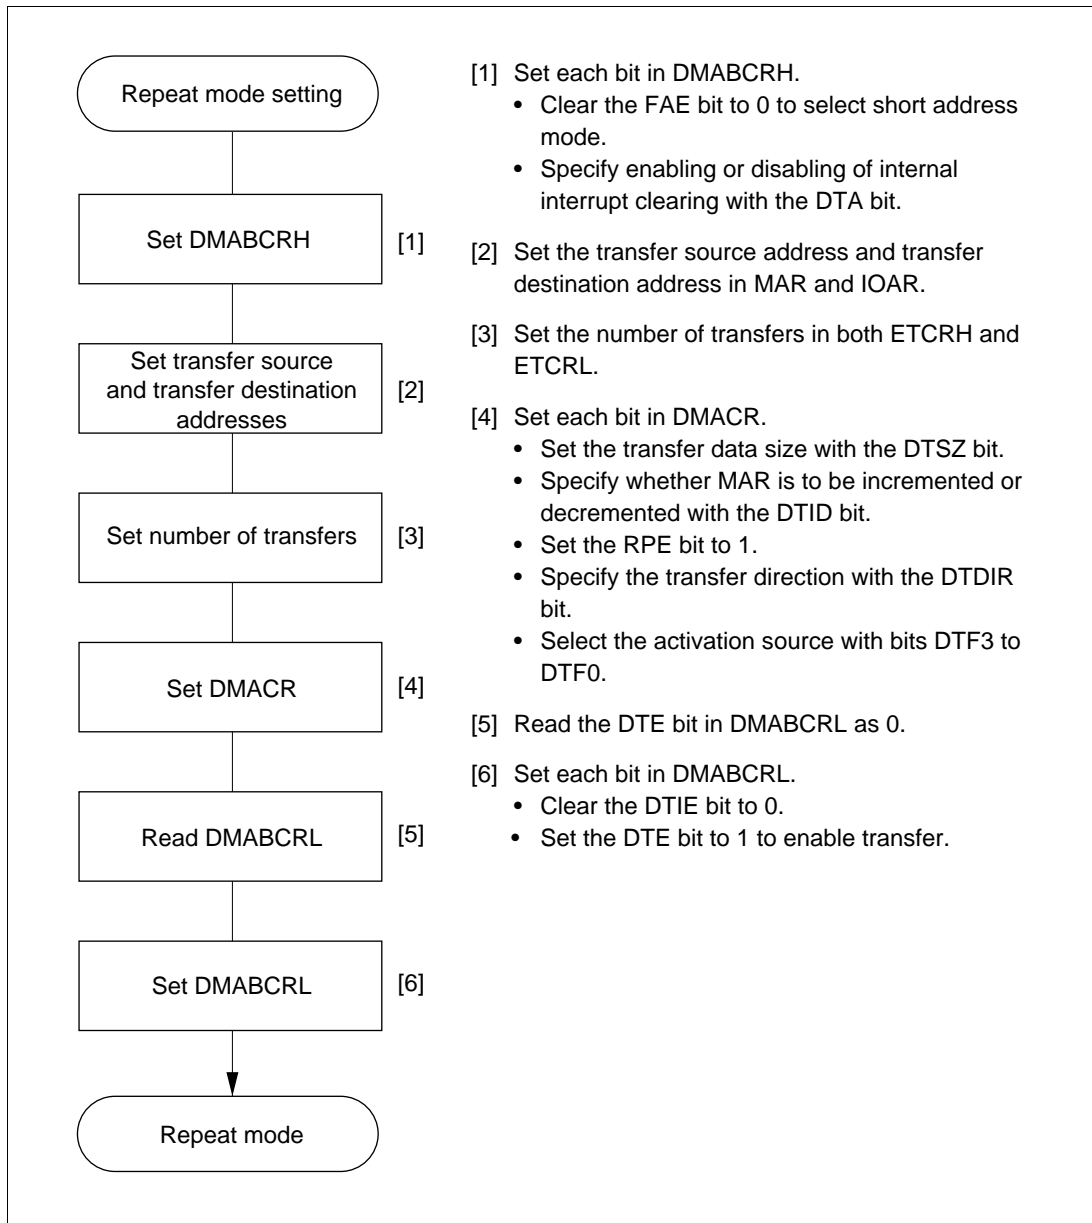 Repeat mode setting
Set DMABCRH
[1]
Set transfer source
and transfer destination
addresses
[2]
Set number of transfers
[3]
Set DMACR
[4]
Read DMABCRL
[5]
Set DMABCRL
[6]
Repeat mode
[1] Set each bit in DMABCRH.
• Clear the FAE bit to 0 to select short address
mode.
• Specify enabling or disabling of internal
interrupt clearing with the DTA bit.
[2] Set the transfer source address and transfer
destination address in MAR and IOAR.
[3] Set the number of transfers in both ETCRH and
ETCRL.
[4] Set each bit in DMACR.
• Set the transfer data size with the DTSZ bit.
• Specify whether MAR is to be incremented or
decremented with the DTID bit.
• Set the RPE bit to 1.
• Specify the transfer direction with the DTDIR
bit.
• Select the activation source with bits DTF3 to
DTF0.
[5] Read the DTE bit in DMABCRL as 0.
[6] Set each bit in DMABCRL.
• Clear the DTIE bit to 0.
• Set the DTE bit to 1 to enable transfer.